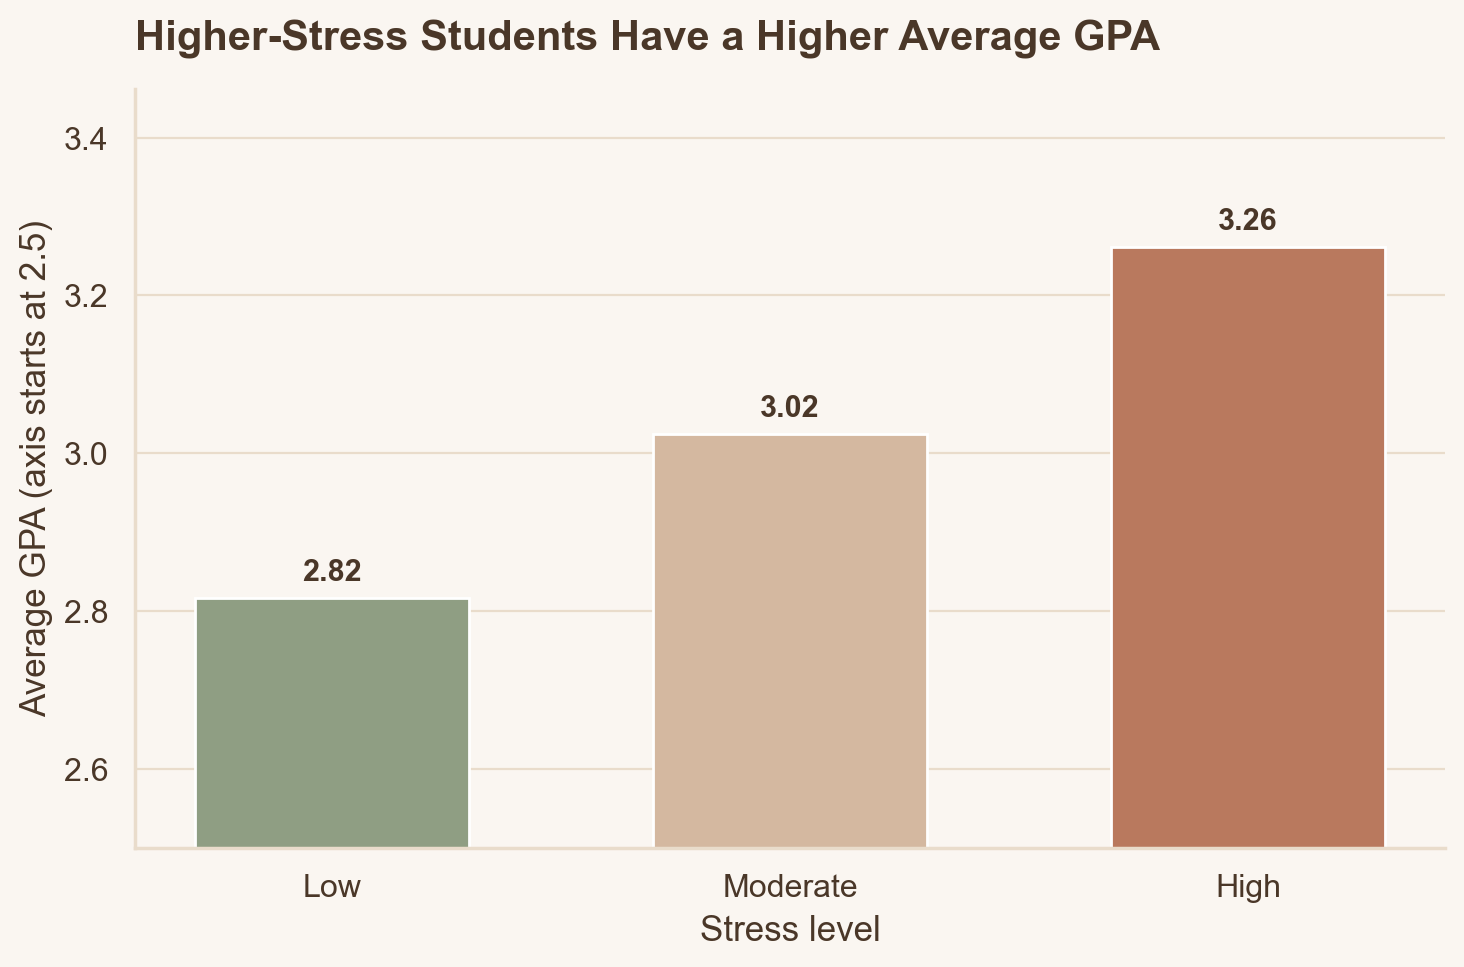 Higher-Stress Students Have a Higher Average GPA
Average GPA (axis starts at 2.5)
3.4
3.2
3.0
2.8
2.6
2.82
3.02
3.26
Low
Moderate
High
Stress level